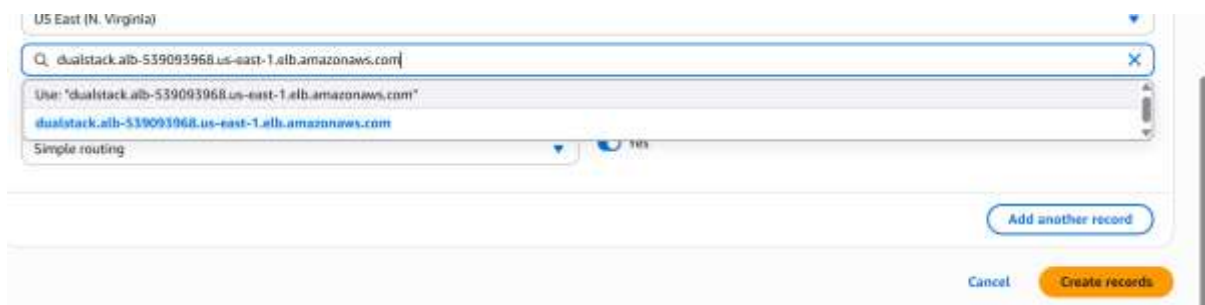 US East (N. Virginia)
dualstack.alb-539093968.us-east-1.elb.amazonaws.com
Use: "dualstack.alb-539093968.us-east-1.elb.amazonaws.com"
dualstack.alb-539093968.us-east-1.elb.amazonaws.com
Simple routing
Yes
Add another record
Cancel
Create records